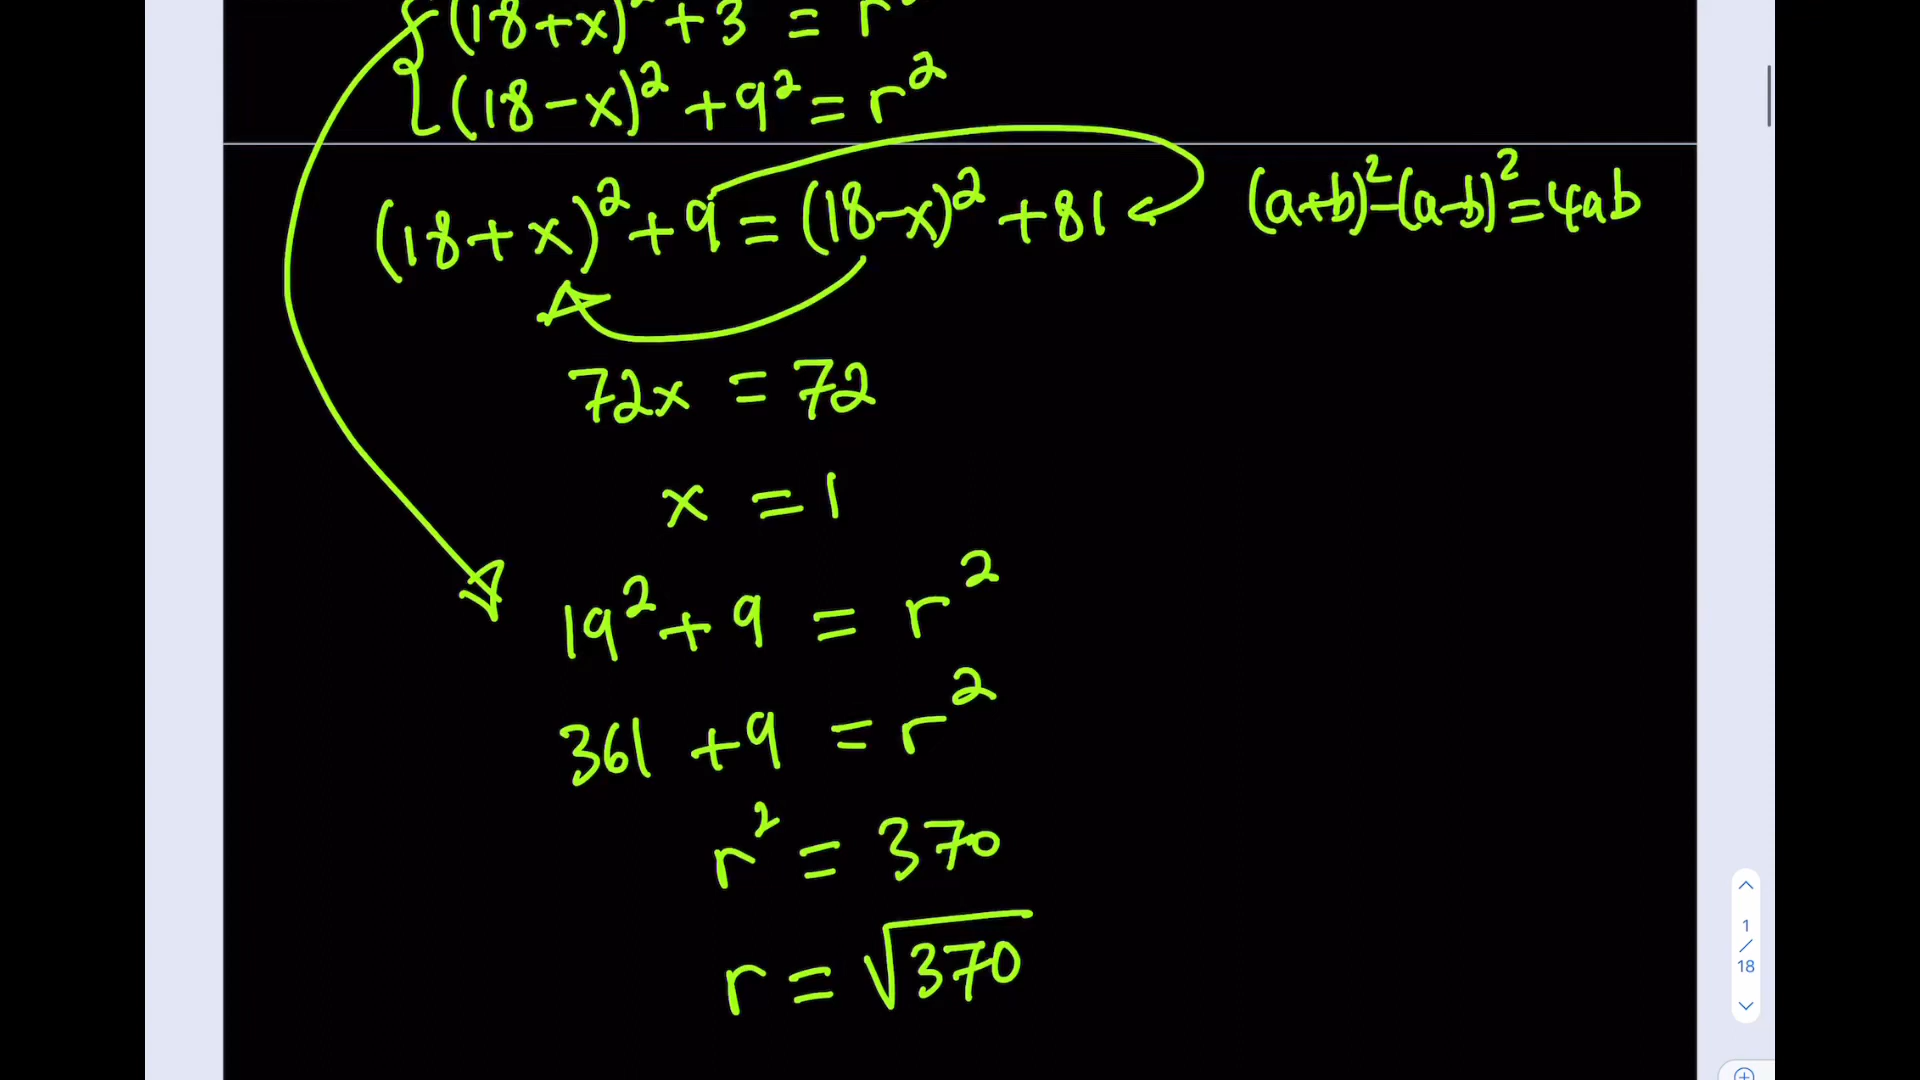 (18+x)² + 3 = r²
(18-x)² + 9² = r²
(18+x)² + 9 = (18-x)² + 81
(a+b)² - (a-b)² = 4ab
72x = 72
x = 1
19² + 9 = r²
361 + 9 = r²
r² = 370
r = √370
1
/
18